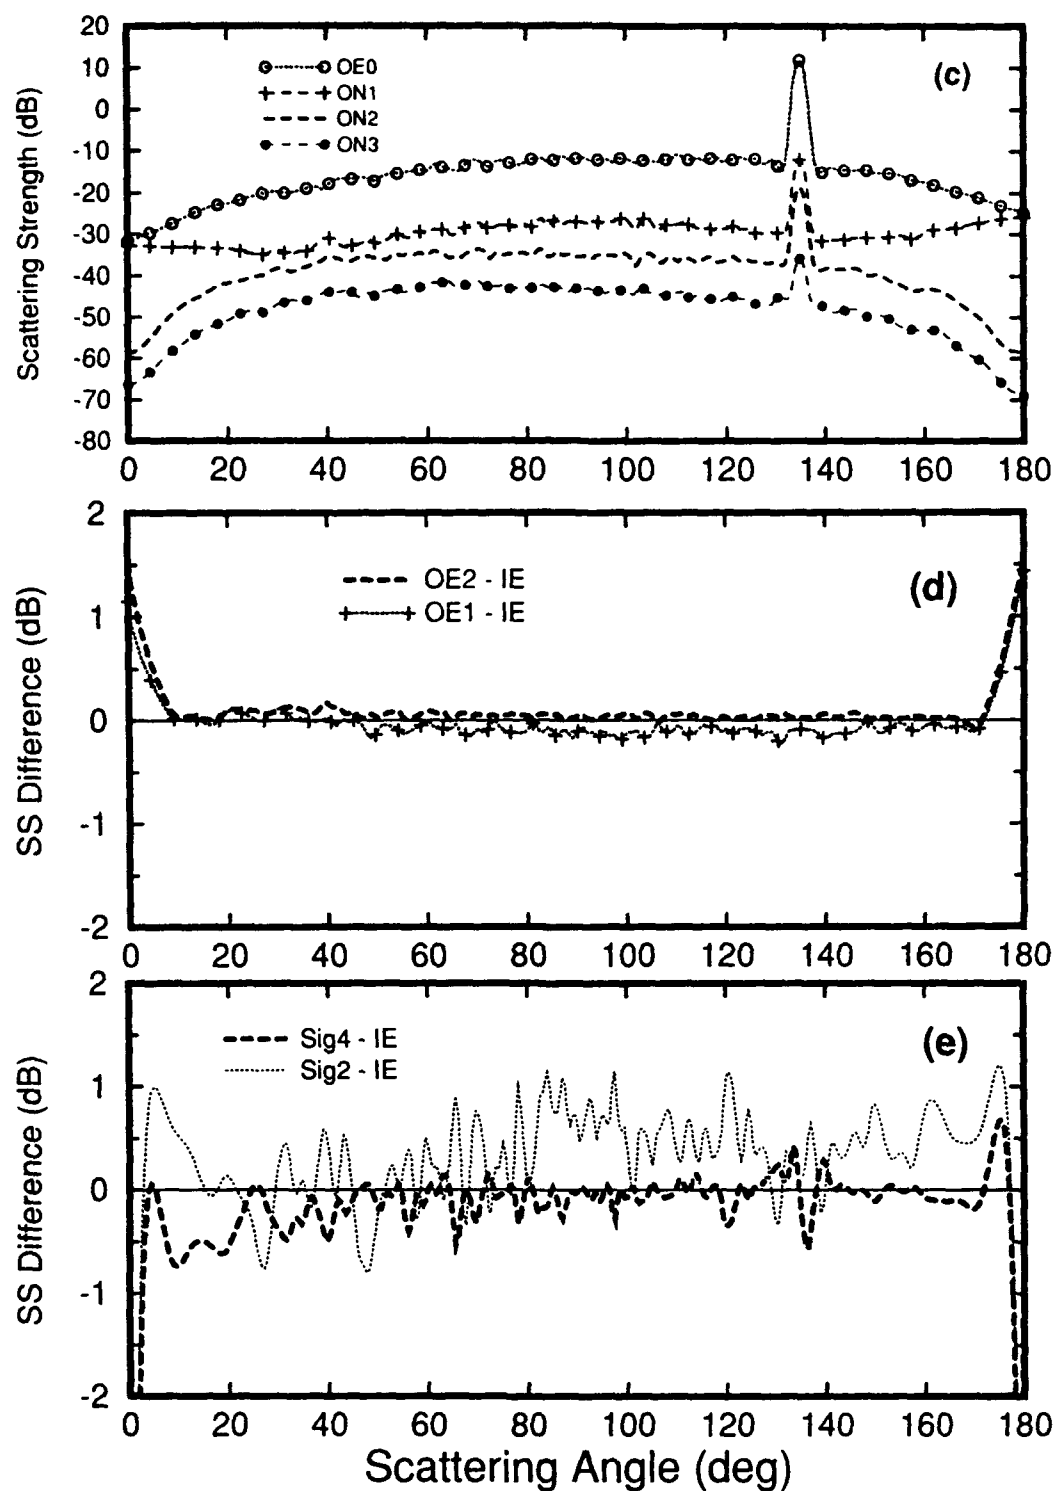 20
10
0
-10
-20
-30
-40
-50
-60
-70
-80
Scattering Strength (dB)
OE0
ON1
ON2
ON3
(c)
0 20 40 60 80 100 120 140 160 180
2
1
0
-1
-2
SS Difference (dB)
OE2 - IE
OE1 - IE
(d)
0 20 40 60 80 100 120 140 160 180
2
1
0
-1
-2
SS Difference (dB)
Sig4 - IE
Sig2 - IE
(e)
0 20 40 60 80 100 120 140 160 180
Scattering Angle (deg)